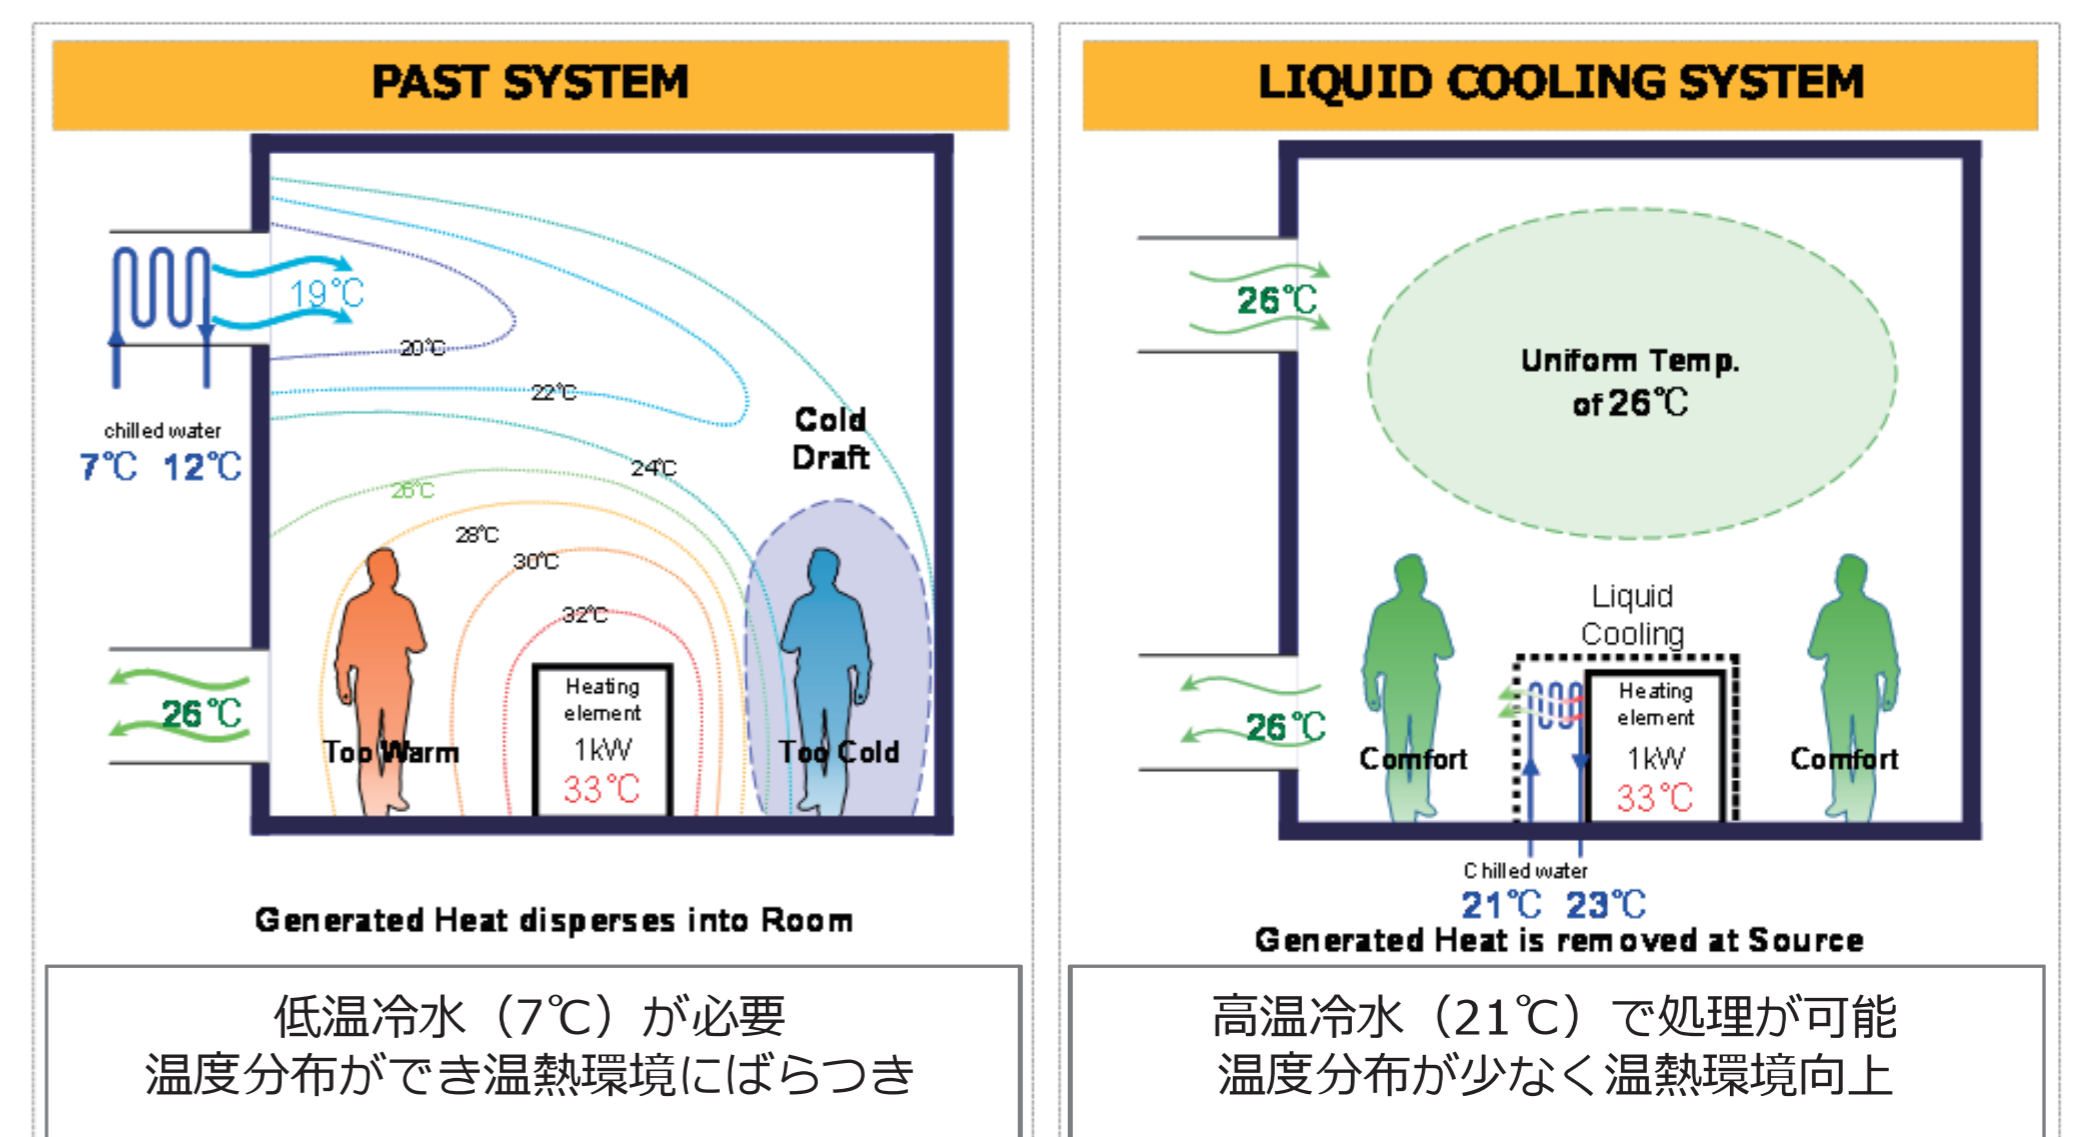 PAST SYSTEM
19℃
20℃
22℃
chilled water
7℃ 12℃
Cold
Draft
24℃
26℃
28℃
30℃
32℃
Heating
element
1kW
33℃
26℃
Too Warm
Too Cold
Generated Heat disperses into Room
低温冷水（7℃）が必要
温度分布ができ温熱環境にばらつき
LIQUID COOLING SYSTEM
26℃
Uniform Temp.
of 26℃
Liquid
Cooling
Heating
element
1kW
33℃
26℃
Comfort
Comfort
Chilled water
21℃ 23℃
Generated Heat is removed at Source
高温冷水（21℃）で処理が可能
温度分布が少なく温熱環境向上